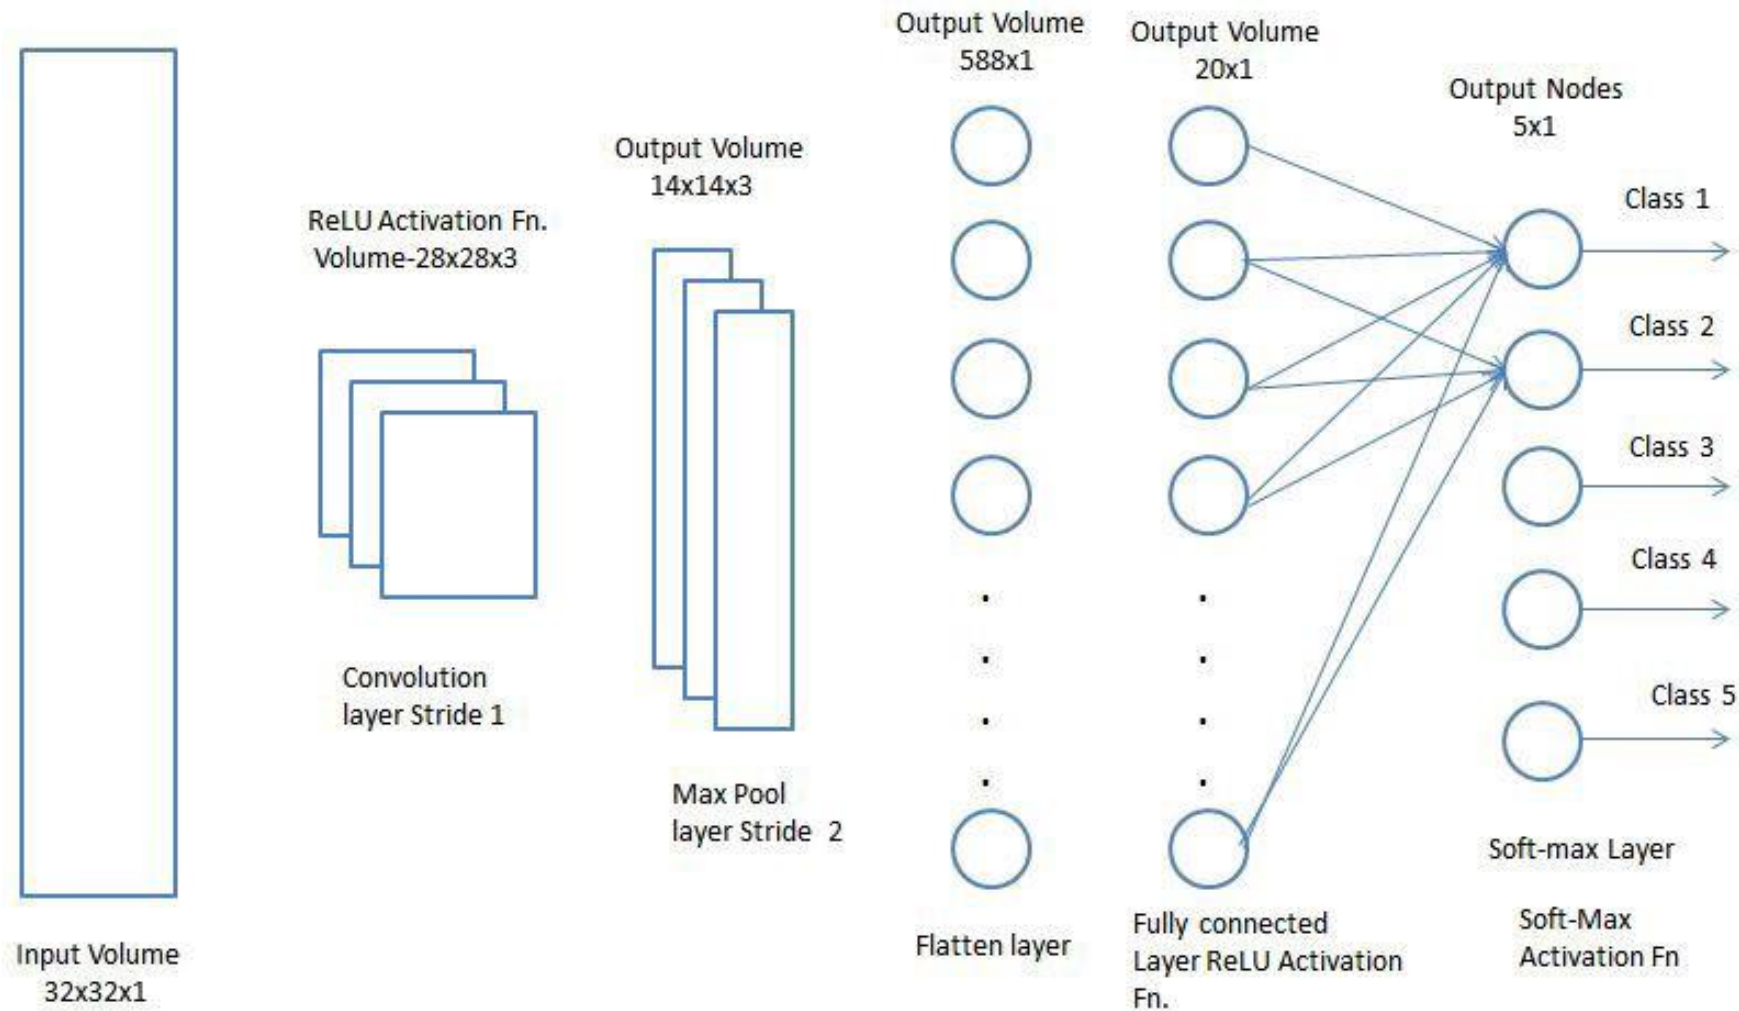 Input Volume
32x32x1
ReLU Activation Fn.
Volume-28x28x3
Convolution
layer Stride 1
Output Volume
14x14x3
Max Pool
layer Stride 2
Output Volume
588x1
Flatten layer
Output Volume
20x1
Fully connected
Layer ReLU Activation
Fn.
Output Nodes
5x1
Class 1
Class 2
Class 3
Class 4
Class 5
Soft-max Layer
Soft-Max
Activation Fn